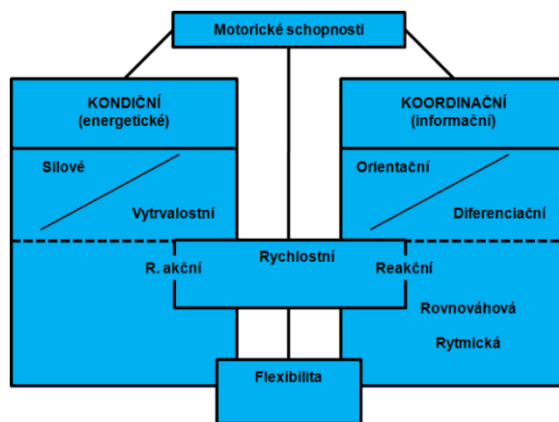 Motorické schopnosti
KONDIČNÍ
(energetické)
KOORDINAČNÍ
(informační)
Silové
Vytrvalostní
Orientační
Diferenciační
R. akční
Rychlostní
Reakční
Rovnováhová
Rytmická
Flexibilita